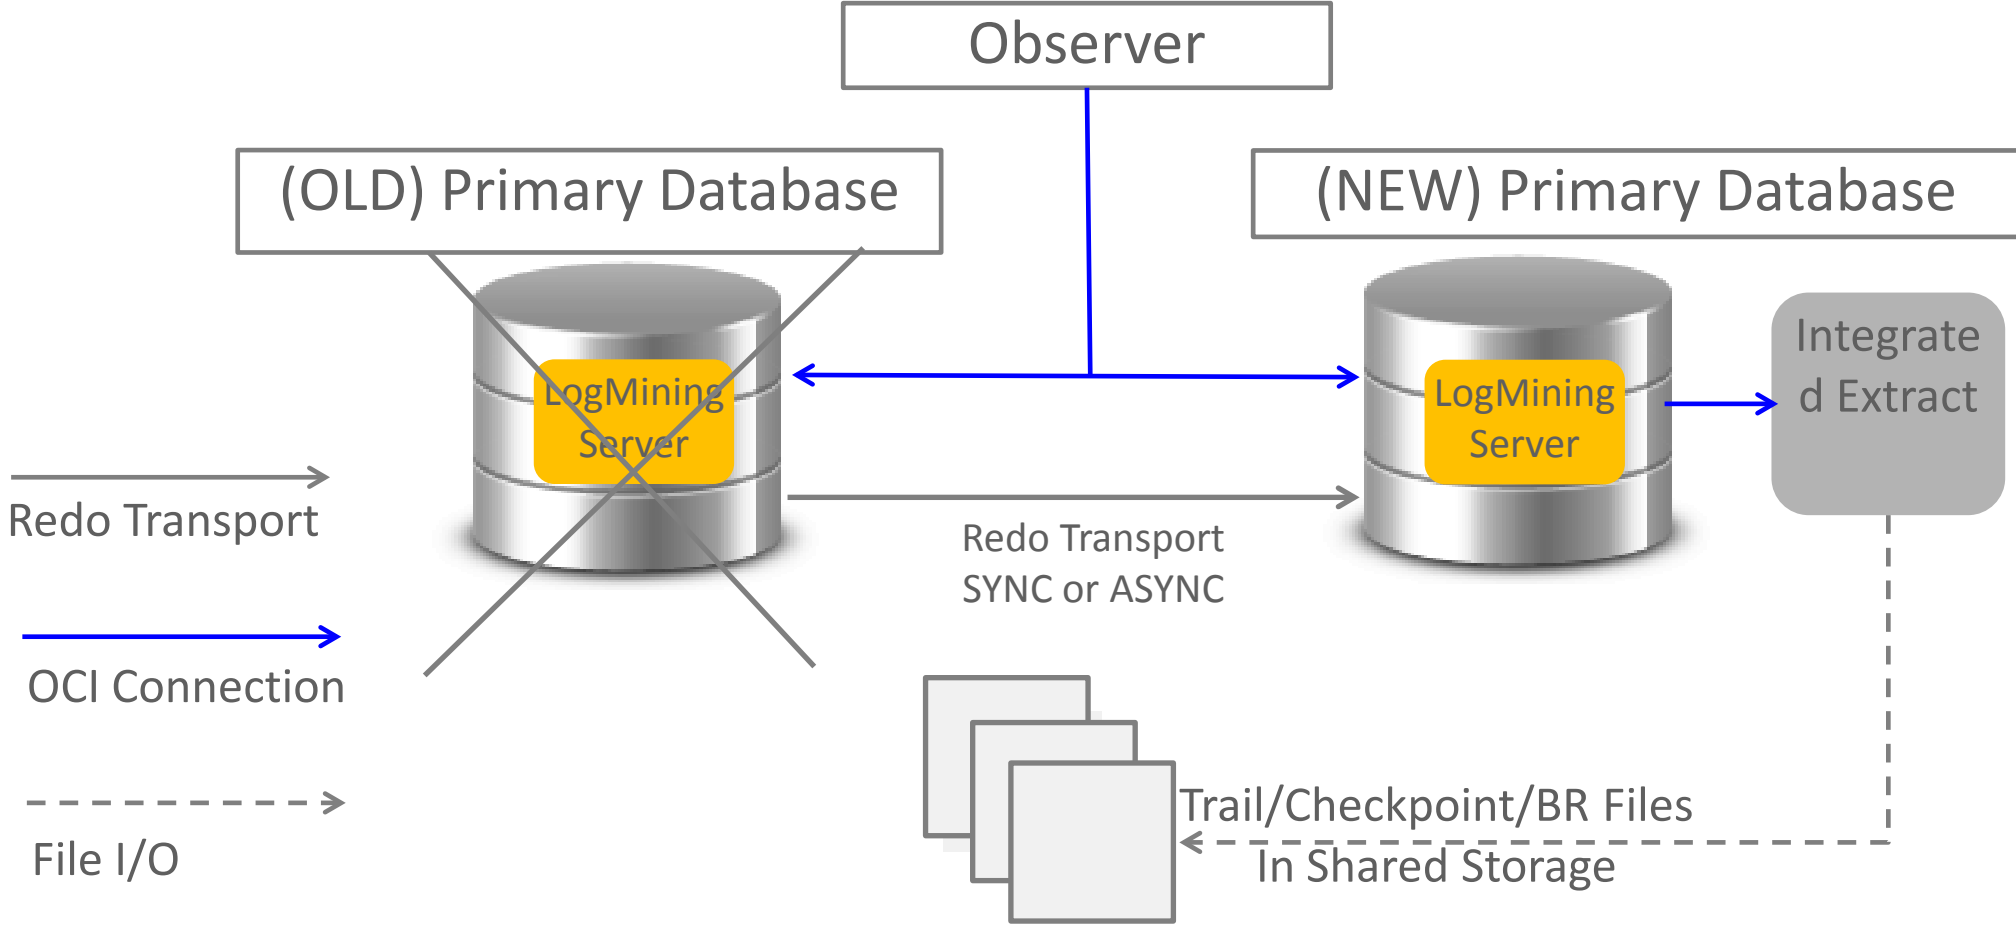 Observer
(OLD) Primary Database
(NEW) Primary Database
LogMining
Server
LogMining
Server
Integrate
d Extract
Redo Transport
Redo Transport
SYNC or ASYNC
OCI Connection
Trail/Checkpoint/BR Files
In Shared Storage
File I/O